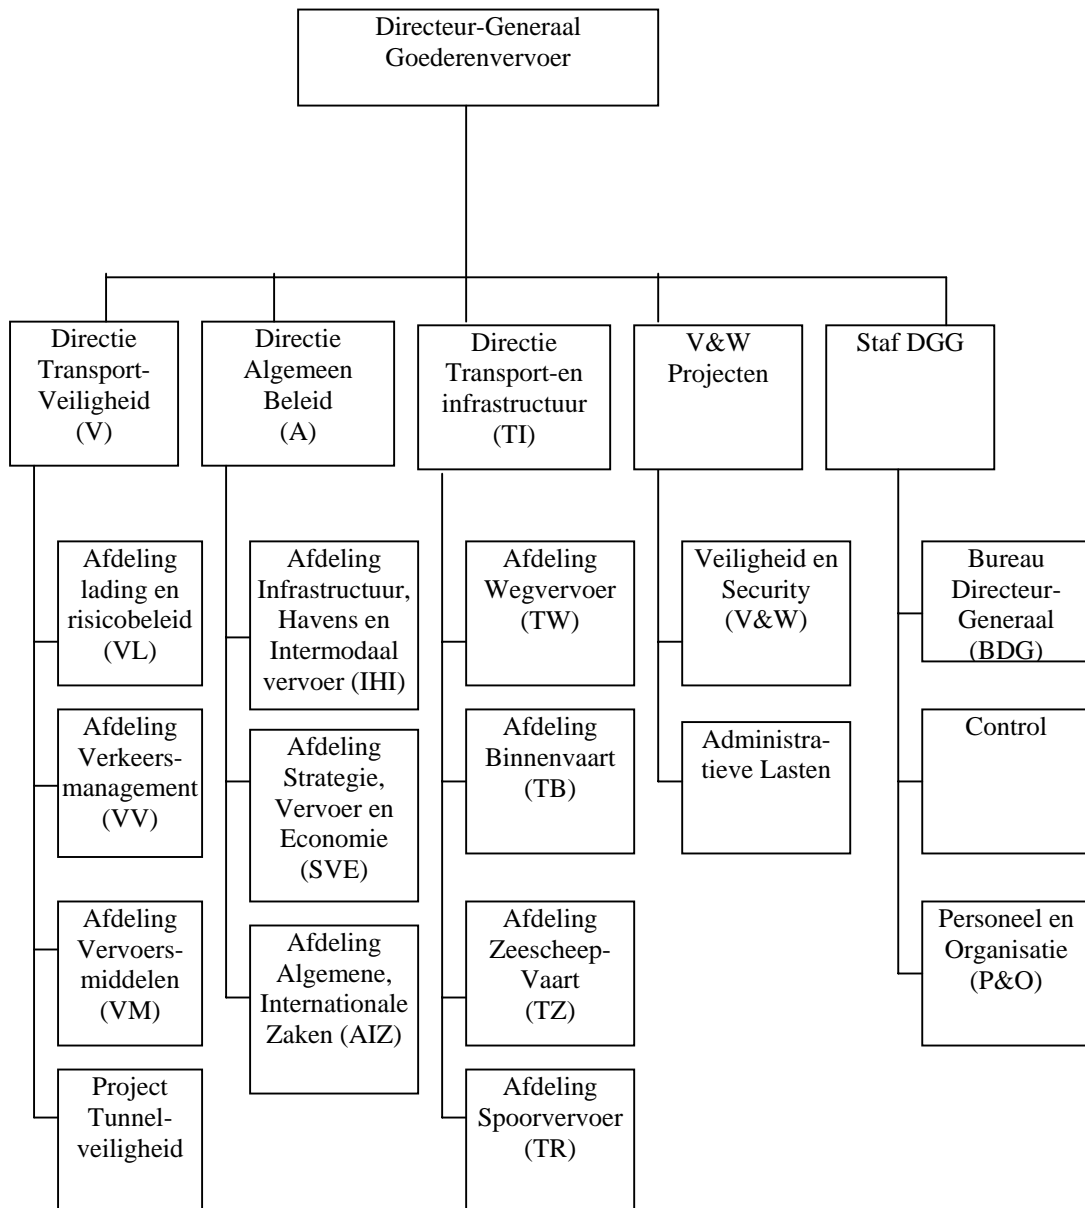 Directeur-Generaal
Goederenvervoer
Directie
Transport-
Veiligheid
(V)
Directie
Algemeen
Beleid
(A)
Directie
Transport-en
infrastructuur
(TI)
V&W
Projecten
Staf DGG
Afdeling
lading en
risicobeleid
(VL)
Afdeling
Verkeers-
management
(VV)
Afdeling
Vervoers-
middelen
(VM)
Project
Tunnel-
veiligheid
Afdeling
Infrastructuur,
Havens en
Intermodaal
vervoer (IHI)
Afdeling
Strategie,
Vervoer en
Economie
(SVE)
Afdeling
Algemene,
Internationale
Zaken (AIZ)
Afdeling
Wegvervoer
(TW)
Afdeling
Binnenvaart
(TB)
Afdeling
Zeescheep-
Vaart
(TZ)
Afdeling
Spoorvervoer
(TR)
Veiligheid en
Security
(V&W)
Administra-
tieve Lasten
Bureau
Directeur-
Generaal
(BDG)
Control
Personeel en
Organisatie
(P&O)